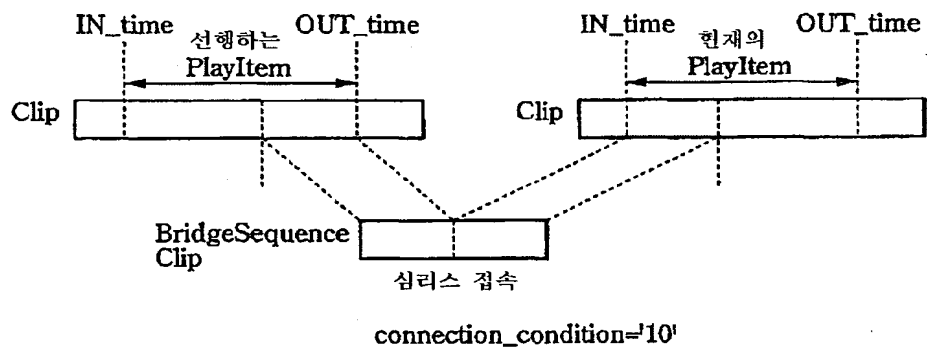 IN_time
선행하는
OUT_time
PlayItem
Clip
IN_time
현재의
OUT_time
PlayItem
Clip
BridgeSequence
Clip
심리스 접속
connection_condition='10'